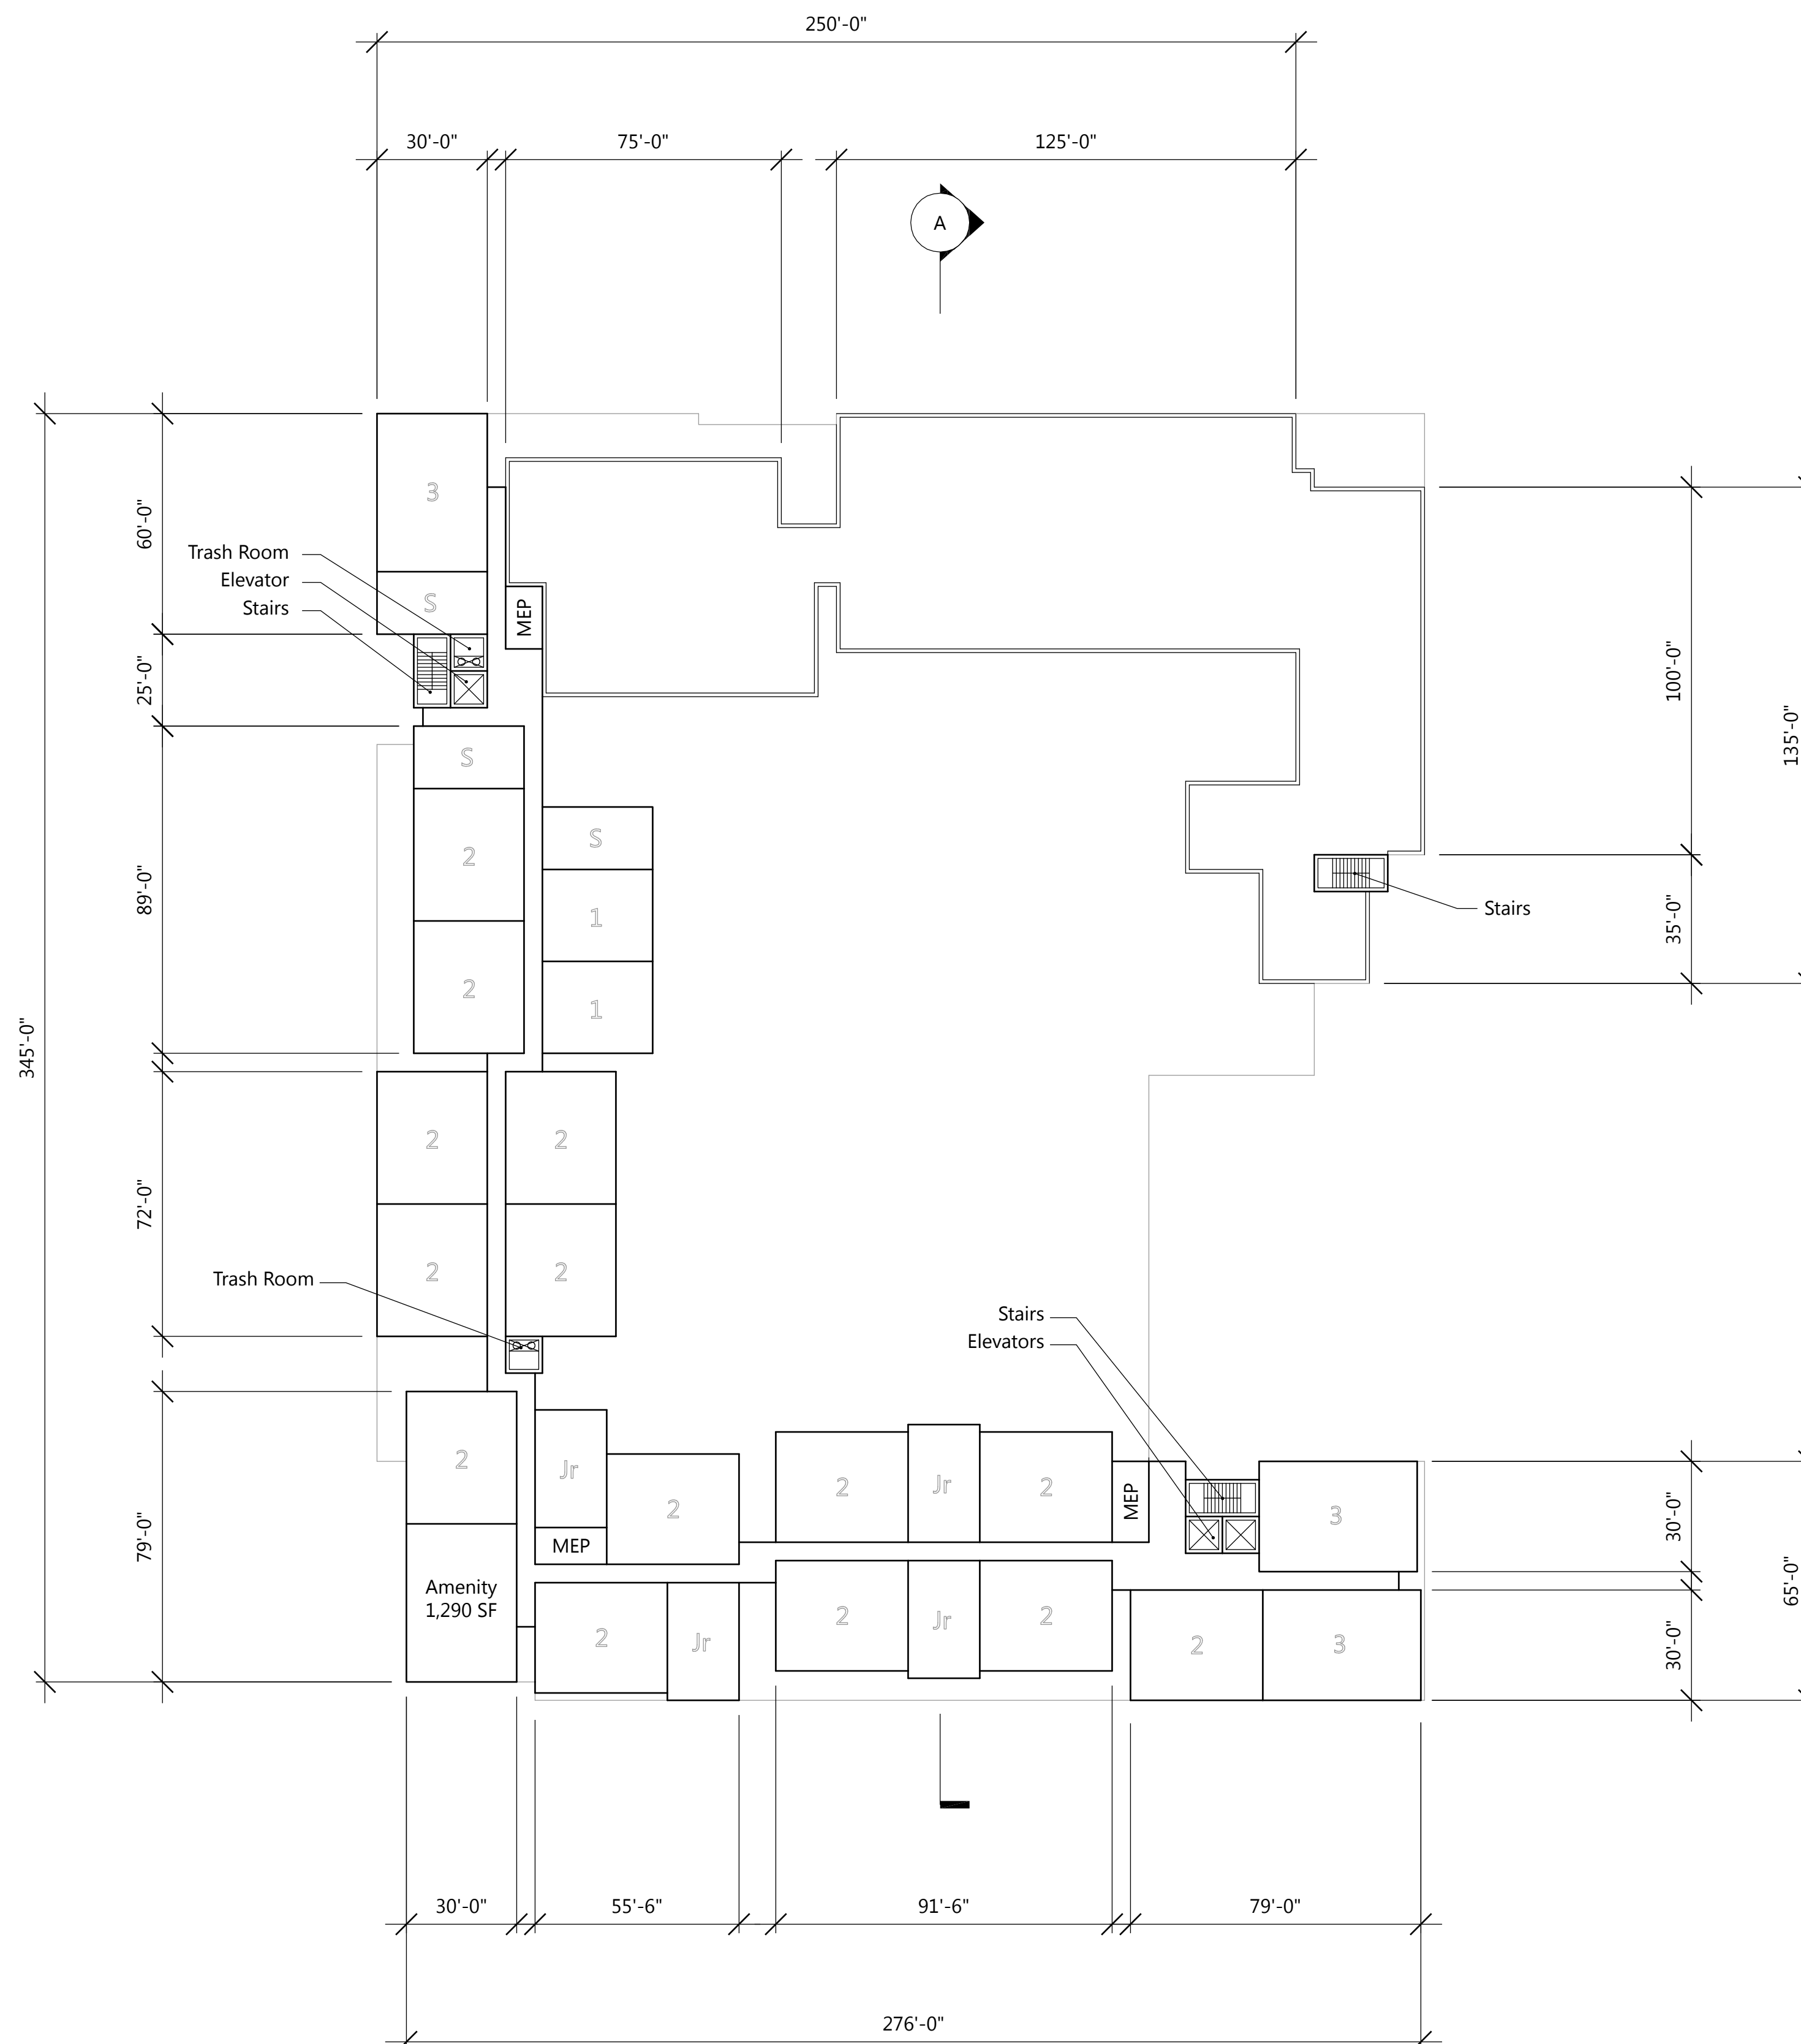 250'-0"
30'-0"
75'-0"
125'-0"
A
3
60'-0"
Trash Room
Elevator
Stairs
S
MEP
25'-0"
100'-0"
135'-0"
S
2
S
89'-0"
1
Stairs
35'-0"
2
1
345'-0"
2
2
72'-0"
2
2
Trash Room
Stairs
Elevators
2
Jr
2
2
Jr
2
MEP
3
30'-0"
79'-0"
MEP
65'-0"
Amenity
1,290 SF
2
Jr
2
Jr
2
2
3
30'-0"
30'-0"
55'-6"
91'-6"
79'-0"
276'-0"